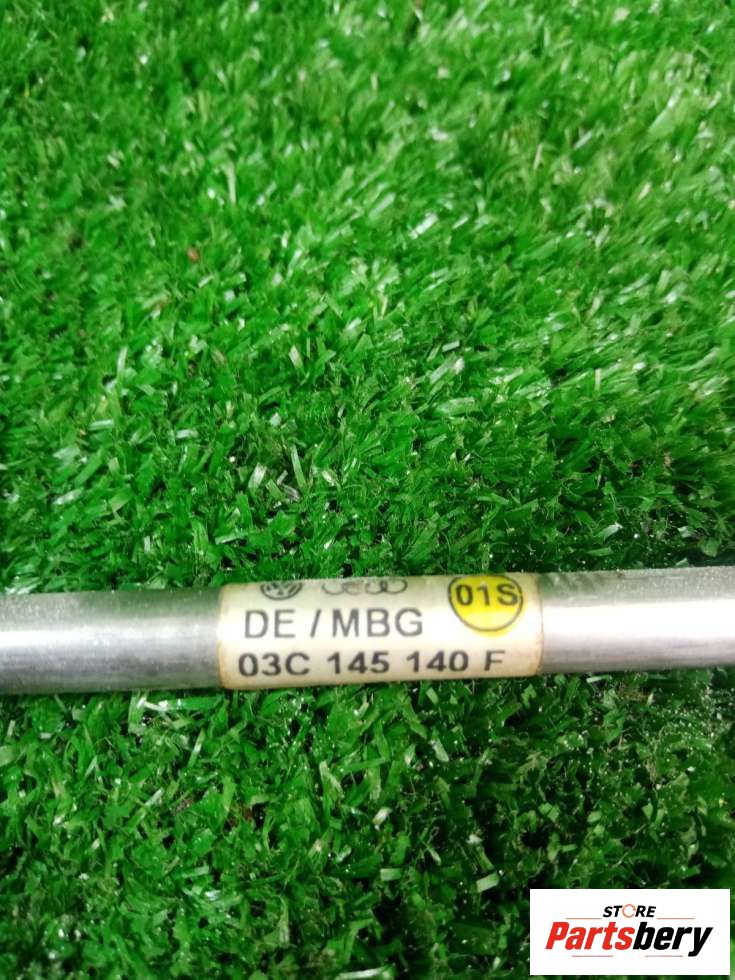 01S
DE / MBG
03C 145 140 F
STORE
Partsbery